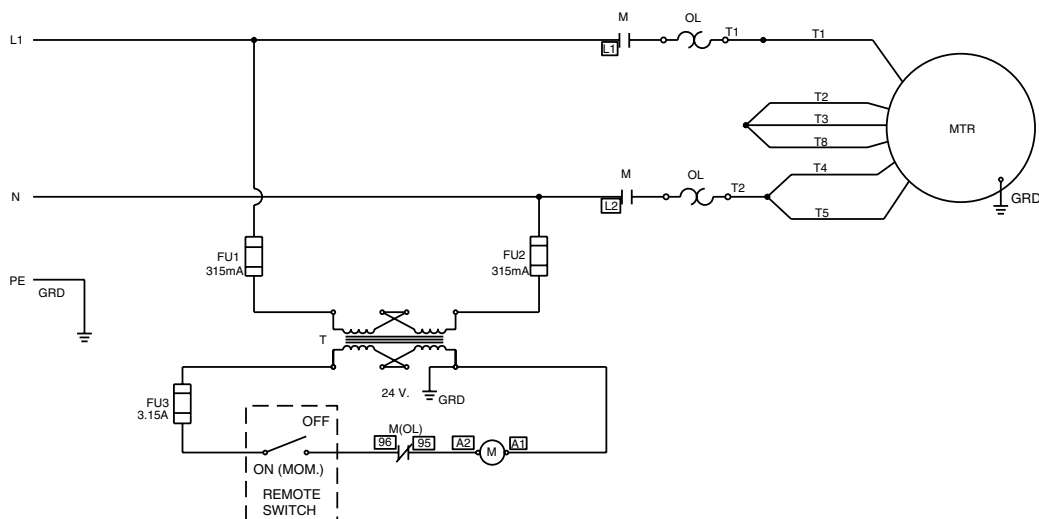 M
OL
L1
L1
T1
T1
T2
T3
MTR
T8
M
OL
T4
N
L2
T2
GRD
T5
FU1
315mA
FU2
315mA
PE
GRD
T
24 V.
GRD
FU3
3.15A
OFF
M(OL)
96
95
A2
M
A1
ON (MOM.)
REMOTE
SWITCH